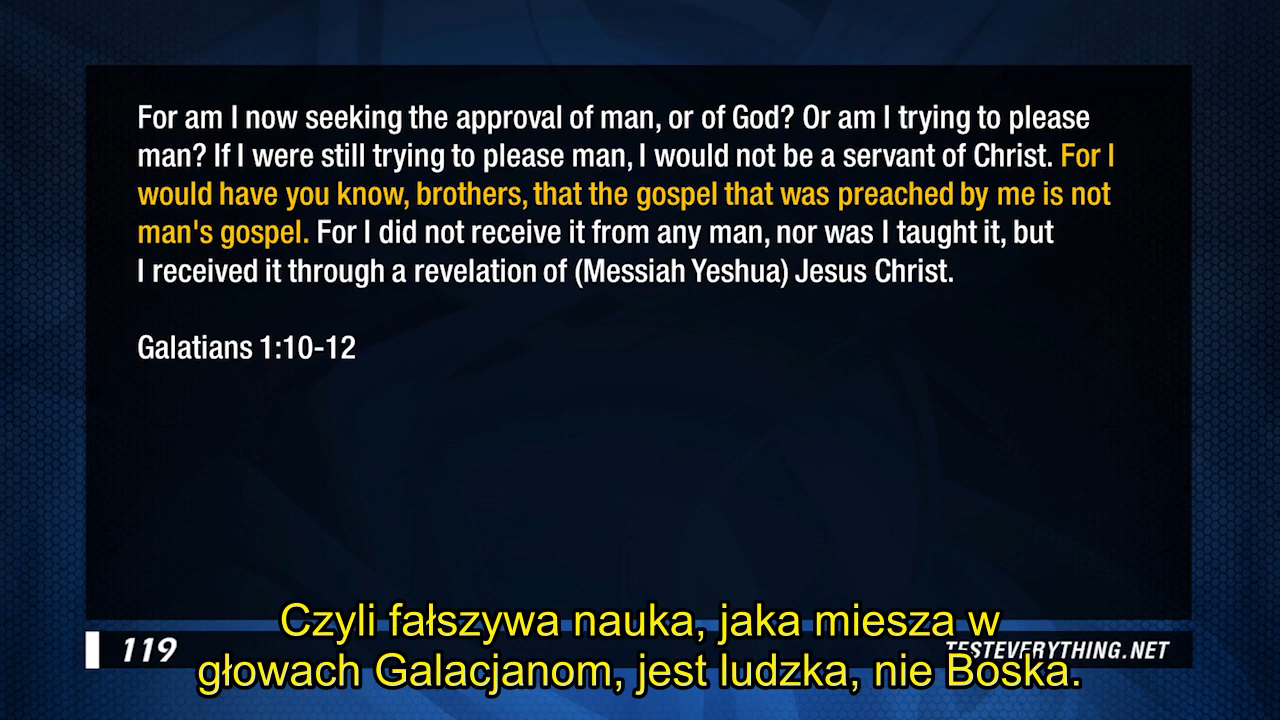 For am I now seeking the approval of man, or of God? Or am I trying to please
man? If I were still trying to please man, I would not be a servant of Christ. For I
would have you know, brothers, that the gospel that was preached by me is not
man's gospel. For I did not receive it from any man, nor was I taught it, but
I received it through a revelation of (Messiah Yeshua) Jesus Christ.
Galatians 1:10-12
Czyli fałszywa nauka, jaka miesza w
119
TESTEVERYTHING.NET
głowach Galacjanom, jest ludzka, nie Boska.